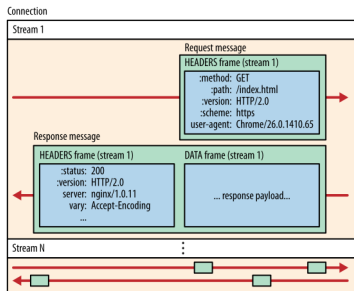 Connection
Stream 1
Request message
HEADERS frame (stream 1)
:method: GET
:path: /index.html
:version: HTTP/2.0
:scheme: https
user-agent: Chrome/26.0.1410.65
Response message
HEADERS frame (stream 1)
:status: 200
:version: HTTP/2.0
server: nginx/1.0.11
vary: Accept-Encoding
...
DATA frame (stream 1)
... response payload...
Stream N